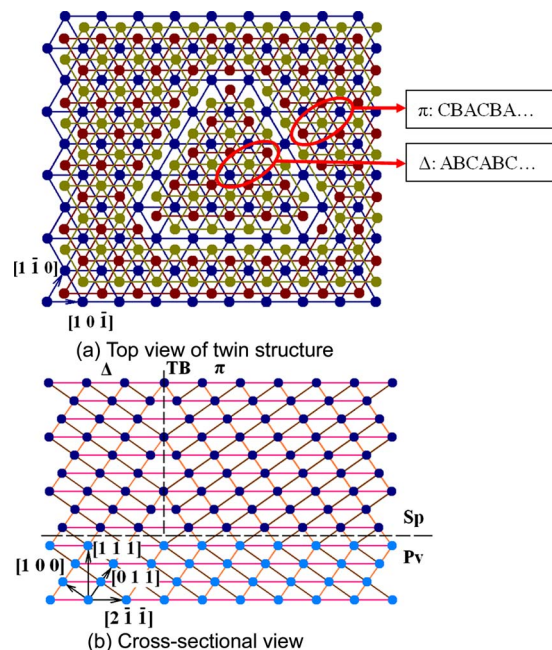 π: CBACBA…
Δ: ABCABC…
[1 1̄ 0]
[1 0 1̄]
(a) Top view of twin structure
Δ TB π
Sp
[1 1 1] Pv
[1 0 0] [0 1 1]
[2 1̄ 1̄]
(b) Cross-sectional view